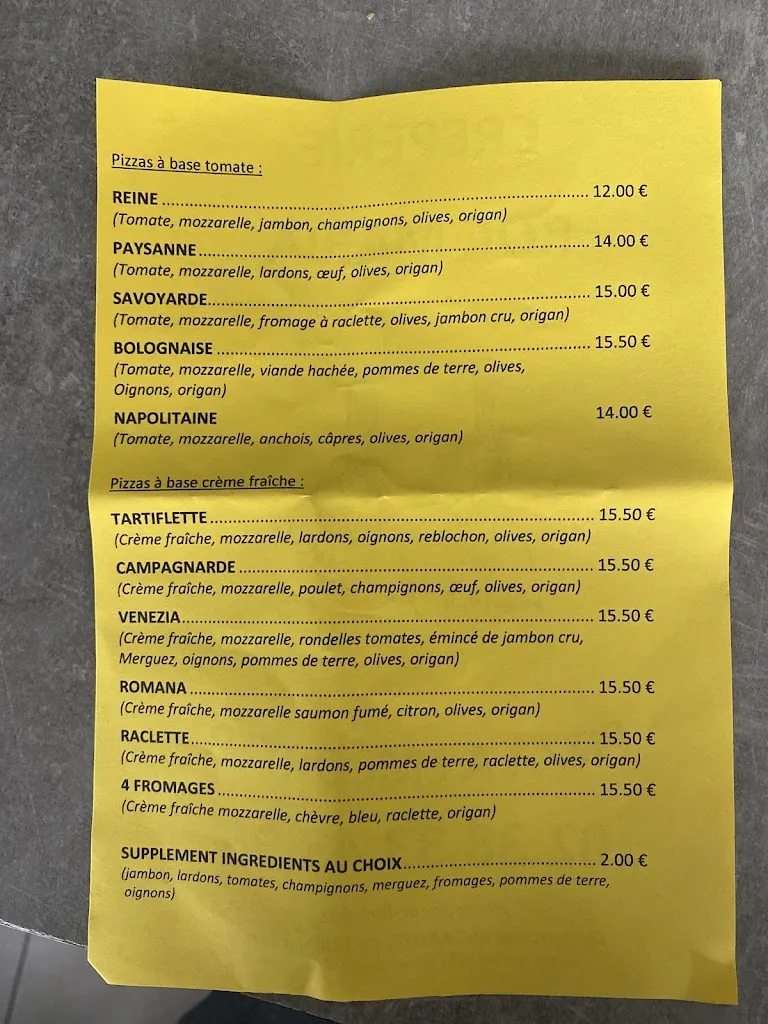 Pizzas à base tomate :
REINE ........................ 12.00 €
(Tomate, mozzarelle, jambon, champignons, olives, origan)
PAYSANNE ........................ 14.00 €
(Tomate, mozzarelle, lardons, œuf, olives, origan)
SAVOYARDE ........................ 15.00 €
(Tomate, mozzarelle, fromage à raclette, olives, jambon cru, origan)
BOLOGNAISE ........................ 15.50 €
(Tomate, mozzarelle, viande hachée, pommes de terre, olives,
Oignons, origan)
NAPOLITAINE 14.00 €
(Tomate, mozzarelle, anchois, câpres, olives, origan)
Pizzas à base crème fraîche :
TARTIFLETTE ........................ 15.50 €
(Crème fraîche, mozzarelle, lardons, oignons, reblochon, olives, origan)
CAMPAGNARDE ........................ 15.50 €
(Crème fraîche, mozzarelle, poulet, champignons, œuf, olives, origan)
VENEZIA ........................ 15.50 €
(Crème fraîche, mozzarelle, rondelles tomates, émincé de jambon cru,
Merguez, oignons, pommes de terre, olives, origan)
ROMANA ........................ 15.50 €
(Crème fraîche, mozzarelle saumon fumé, citron, olives, origan)
RACLETTE ........................ 15.50 €
(Crème fraîche, mozzarelle, lardons, pommes de terre, raclette, olives, origan)
4 FROMAGES ........................ 15.50 €
(Crème fraîche mozzarelle, chèvre, bleu, raclette, origan)
SUPPLEMENT INGREDIENTS AU CHOIX ........................ 2.00 €
(jambon, lardons, tomates, champignons, merguez, fromages, pommes de terre,
oignons)